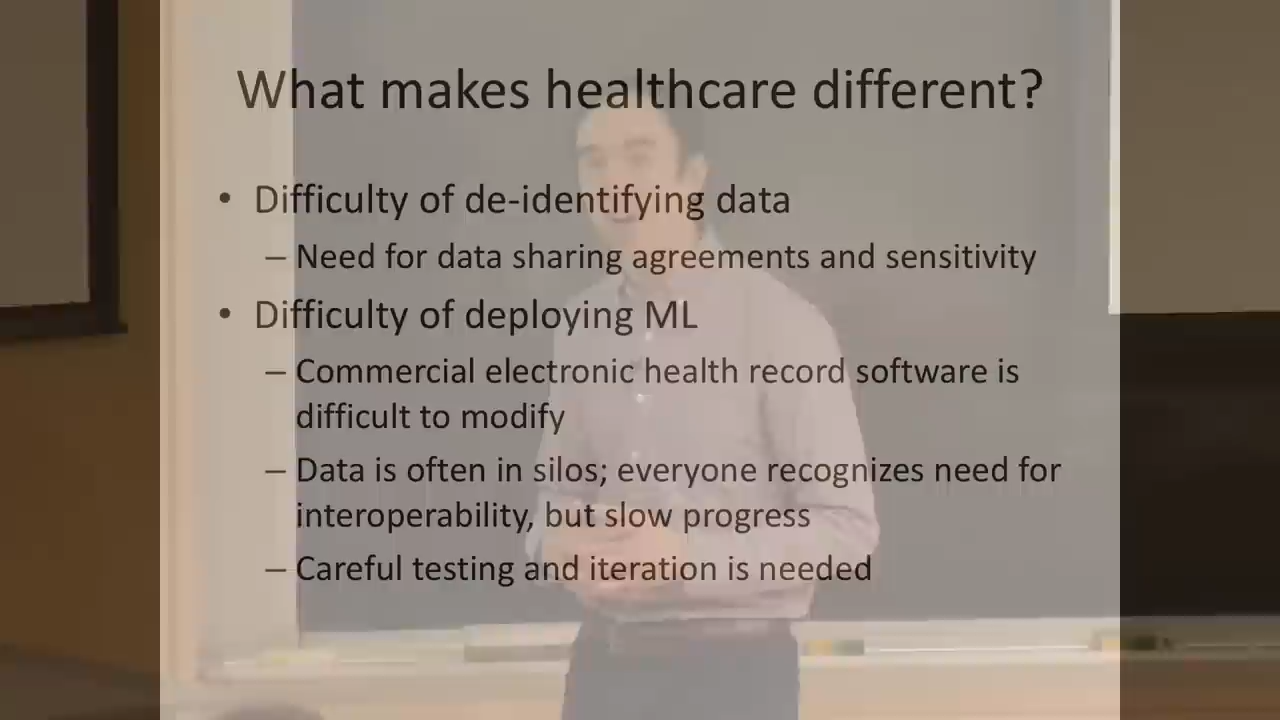 What makes healthcare different?
• Difficulty of de-identifying data
– Need for data sharing agreements and sensitivity
• Difficulty of deploying ML
– Commercial electronic health record software is
difficult to modify
– Data is often in silos; everyone recognizes need for
interoperability, but slow progress
– Careful testing and iteration is needed